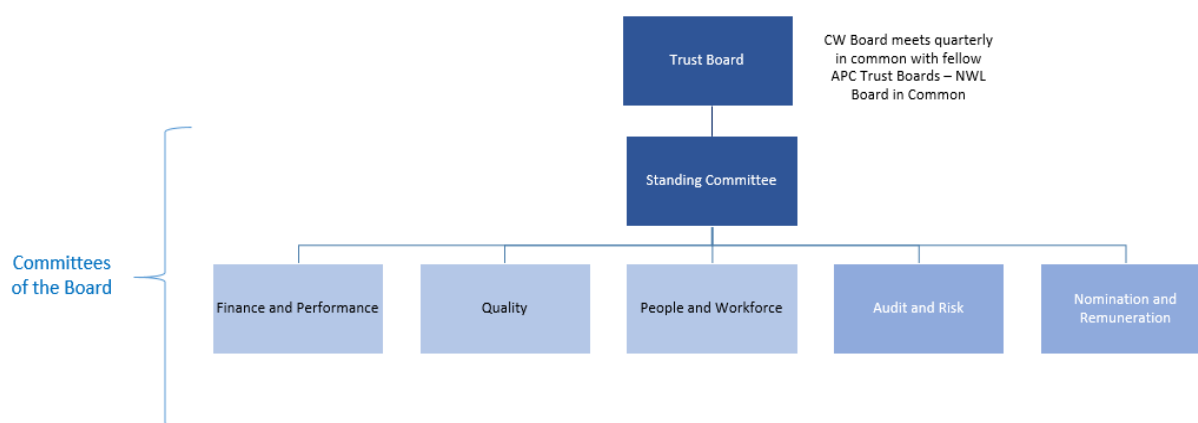 Trust Board
CW Board meets quarterly
in common with fellow
APC Trust Boards – NWL
Board in Common
Standing Committee
Committees
of the Board
Finance and Performance
Quality
People and Workforce
Audit and Risk
Nomination and
Remuneration